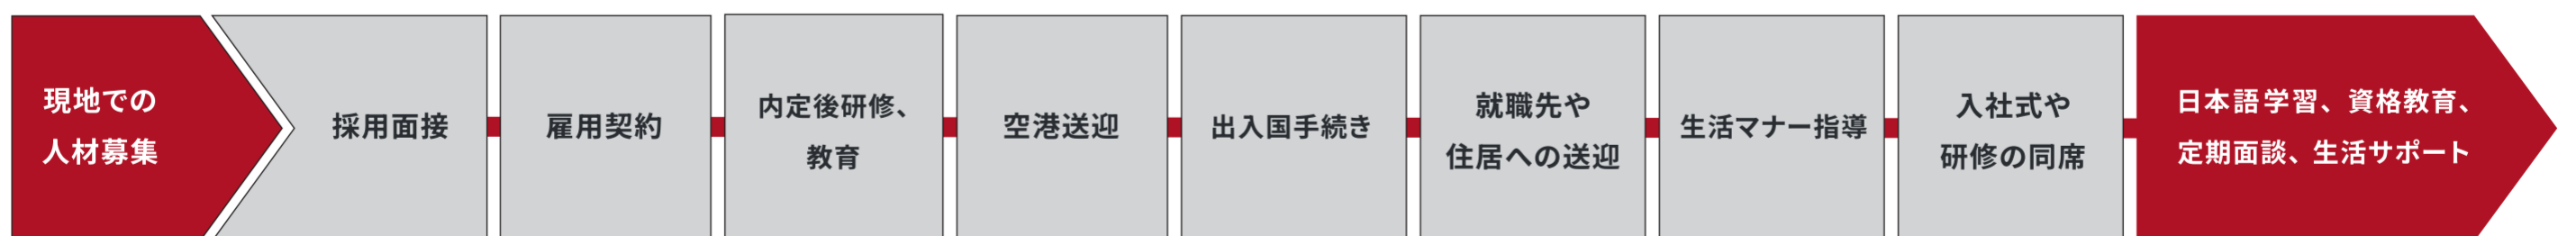 現地での
人材募集
採用面接
雇用契約
内定後研修、
教育
空港送迎
出入国手続き
就職先や
住居への送迎
生活マナー指導
入社式や
研修の同席
日本語学習、資格教育、
定期面談、生活サポート